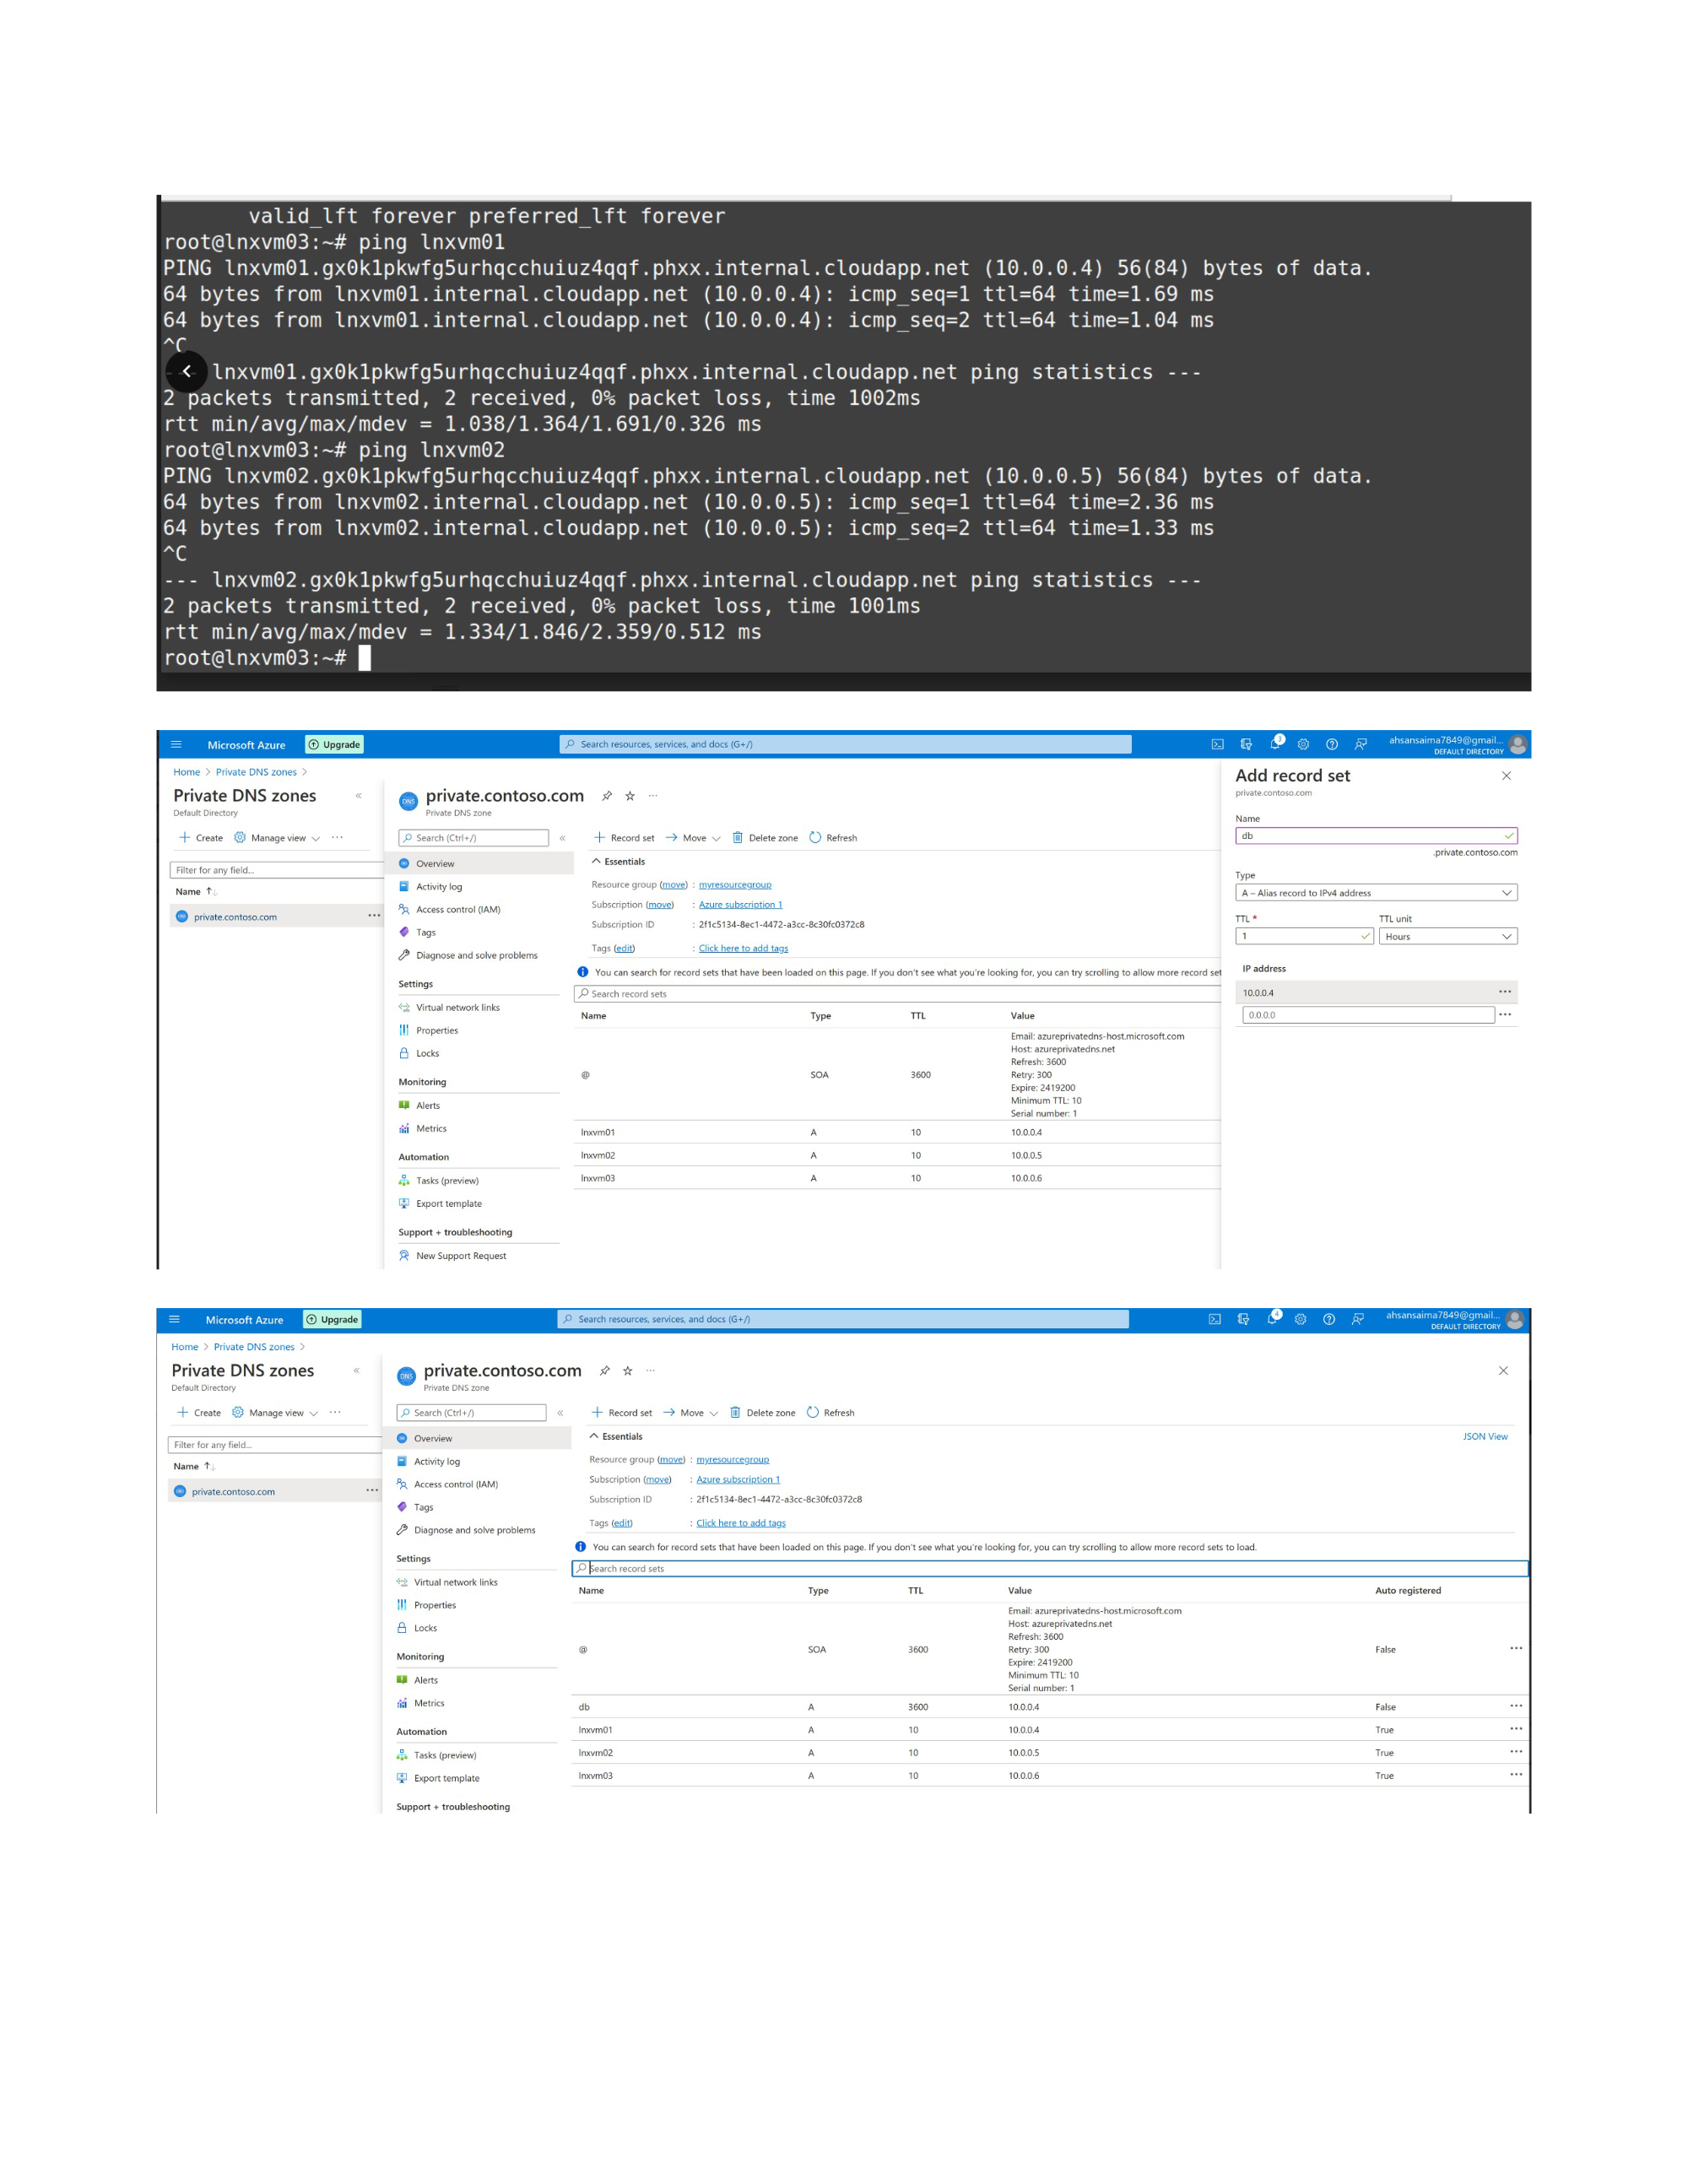 valid_lft forever preferred_lft forever
root@lnxvm03:~# ping lnxvm01
PING lnxvm01.gx0k1pkwfg5urhqcchuiuz4qqf.phxx.internal.cloudapp.net (10.0.0.4) 56(84) bytes of data.
64 bytes from lnxvm01.internal.cloudapp.net (10.0.0.4): icmp_seq=1 ttl=64 time=1.69 ms
64 bytes from lnxvm01.internal.cloudapp.net (10.0.0.4): icmp_seq=2 ttl=64 time=1.04 ms
^C
lnxvm01.gx0k1pkwfg5urhqcchuiuz4qqf.phxx.internal.cloudapp.net ping statistics ---
2 packets transmitted, 2 received, 0% packet loss, time 1002ms
rtt min/avg/max/mdev = 1.038/1.364/1.691/0.326 ms
root@lnxvm03:~# ping lnxvm02
PING lnxvm02.gx0k1pkwfg5urhqcchuiuz4qqf.phxx.internal.cloudapp.net (10.0.0.5) 56(84) bytes of data.
64 bytes from lnxvm02.internal.cloudapp.net (10.0.0.5): icmp_seq=1 ttl=64 time=2.36 ms
64 bytes from lnxvm02.internal.cloudapp.net (10.0.0.5): icmp_seq=2 ttl=64 time=1.33 ms
^C
--- lnxvm02.gx0k1pkwfg5urhqcchuiuz4qqf.phxx.internal.cloudapp.net ping statistics ---
2 packets transmitted, 2 received, 0% packet loss, time 1001ms
rtt min/avg/max/mdev = 1.334/1.846/2.359/0.512 ms
root@lnxvm03:~#
Microsoft Azure Upgrade Search resources, services, and docs (G+/) 3 ahsansaima7849@gmail...
DEFAULT DIRECTORY
Home > Private DNS zones >
Private DNS zones «
Default Directory
+ Create Manage view ...
Filter for any field...
Name ↑↓
private.contoso.com ...
DNS private.contoso.com ...
Private DNS zone
Search (Ctrl+/) «
Overview
Activity log
Access control (IAM)
Tags
Diagnose and solve problems
Settings
Virtual network links
Properties
Locks
Monitoring
Alerts
Metrics
Automation
Tasks (preview)
Export template
Support + troubleshooting
New Support Request
+ Record set → Move Delete zone Refresh
Essentials
Resource group (move) : myresourcegroup
Subscription (move) : Azure subscription 1
Subscription ID : 2f1c5134-8ec1-4472-a3cc-8c30fc0372c8
Tags (edit) : Click here to add tags
You can search for record sets that have been loaded on this page. If you don't see what you're looking for, you can try scrolling to allow more record set
Search record sets
Name Type TTL Value
Email: azureprivatedns-host.microsoft.com
Host: azureprivatedns.net
Refresh: 3600
Retry: 300
@ SOA 3600
Expire: 2419200
Minimum TTL: 10
Serial number: 1
lnxvm01 A 10 10.0.0.4
lnxvm02 A 10 10.0.0.5
lnxvm03 A 10 10.0.0.6
Add record set
private.contoso.com
Name
db
.private.contoso.com
Type
A – Alias record to IPv4 address
TTL * TTL unit
1 Hours
IP address
10.0.0.4 ...
0.0.0.0 ...
Microsoft Azure Upgrade Search resources, services, and docs (G+/) 4 ahsansaima7849@gmail...
DEFAULT DIRECTORY
Home > Private DNS zones >
Private DNS zones «
Default Directory
+ Create Manage view ...
Filter for any field...
Name ↑↓
private.contoso.com ...
DNS private.contoso.com ...
Private DNS zone
Search (Ctrl+/) «
Overview
Activity log
Access control (IAM)
Tags
Diagnose and solve problems
Settings
Virtual network links
Properties
Locks
Monitoring
Alerts
Metrics
Automation
Tasks (preview)
Export template
Support + troubleshooting
+ Record set → Move Delete zone Refresh
Essentials JSON View
Resource group (move) : myresourcegroup
Subscription (move) : Azure subscription 1
Subscription ID : 2f1c5134-8ec1-4472-a3cc-8c30fc0372c8
Tags (edit) : Click here to add tags
You can search for record sets that have been loaded on this page. If you don't see what you're looking for, you can try scrolling to allow more record sets to load.
Search record sets
Name Type TTL Value Auto registered
Email: azureprivatedns-host.microsoft.com
Host: azureprivatedns.net
Refresh: 3600
@ SOA 3600 Retry: 300 False ...
Expire: 2419200
Minimum TTL: 10
Serial number: 1
db A 3600 10.0.0.4 False ...
lnxvm01 A 10 10.0.0.4 True ...
lnxvm02 A 10 10.0.0.5 True ...
lnxvm03 A 10 10.0.0.6 True ...